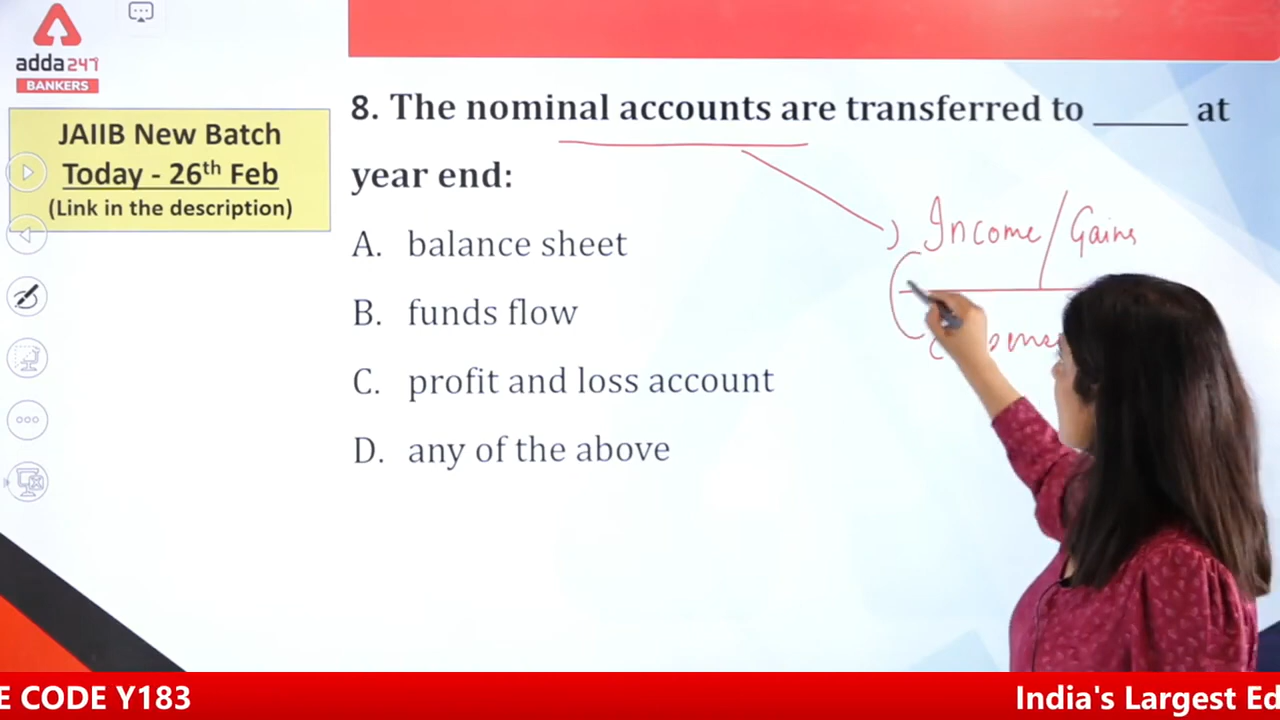 adda247
BANKERS
JAIIB New Batch
Today - 26th Feb
(Link in the description)
8. The nominal accounts are transferred to ______ at
year end:
A. balance sheet
B. funds flow
C. profit and loss account
D. any of the above
Income/Gains
E CODE Y183
India's Largest Ed